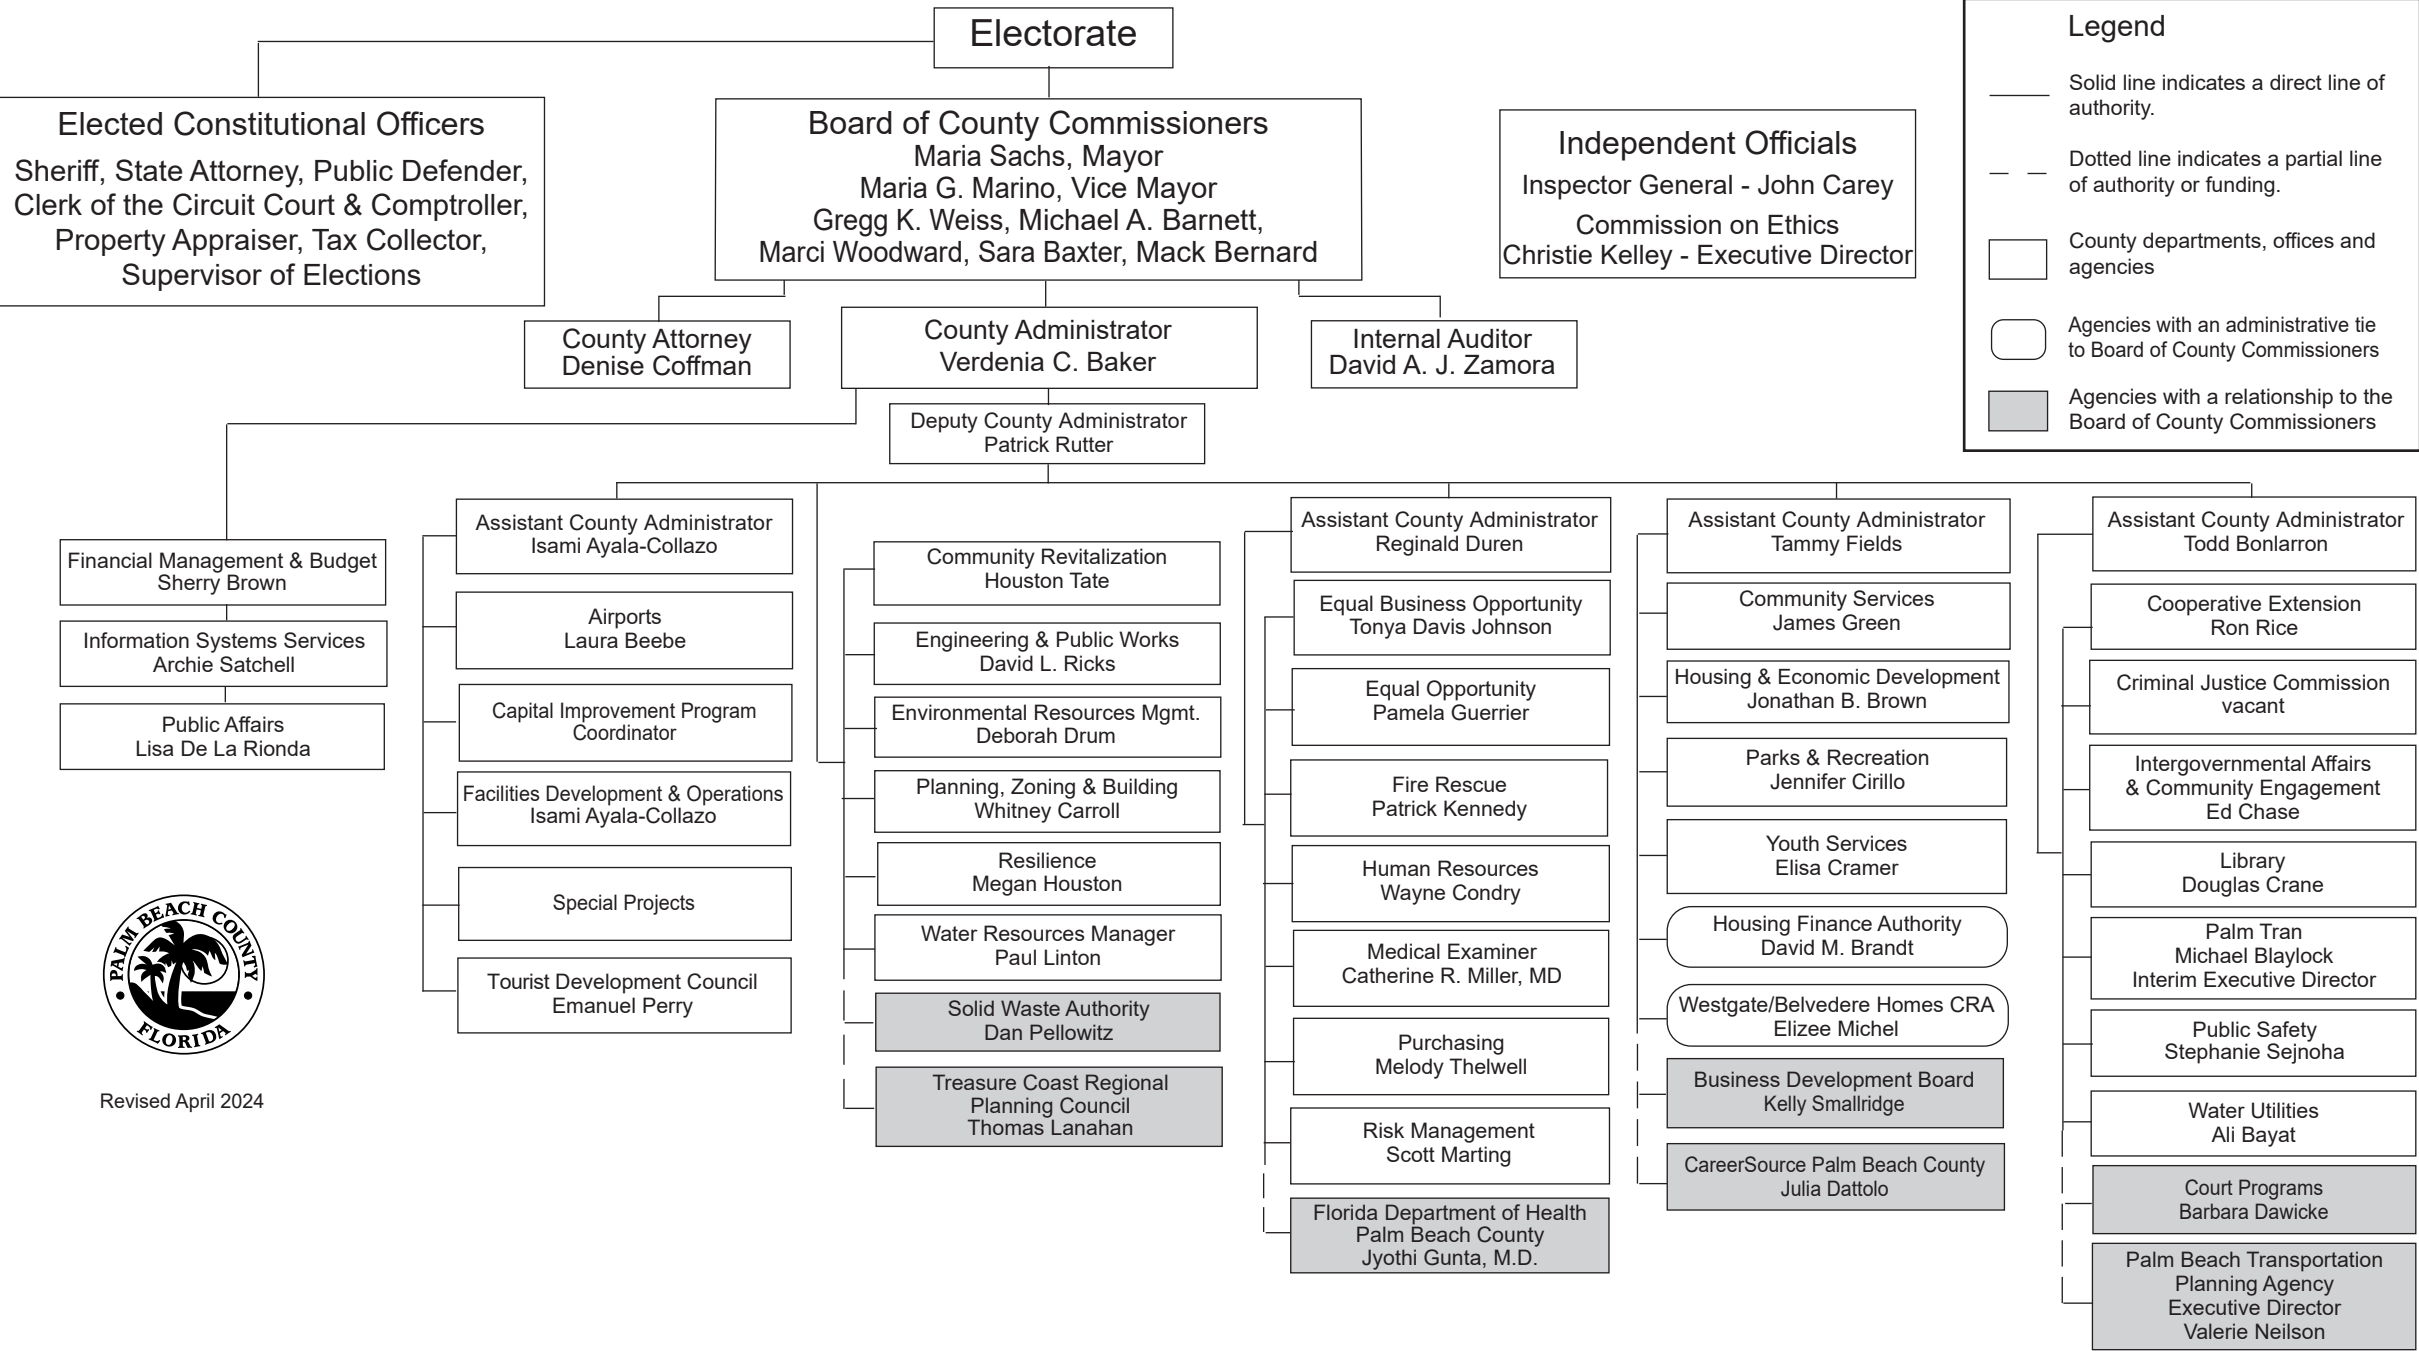 Electorate
Elected Constitutional Officers
Sheriff, State Attorney, Public Defender,
Clerk of the Circuit Court & Comptroller,
Property Appraiser, Tax Collector,
Supervisor of Elections
Board of County Commissioners
Maria Sachs, Mayor
Maria G. Marino, Vice Mayor
Gregg K. Weiss, Michael A. Barnett,
Marci Woodward, Sara Baxter, Mack Bernard
Independent Officials
Inspector General - John Carey
Commission on Ethics
Christie Kelley - Executive Director
Legend
Solid line indicates a direct line of
authority.
Dotted line indicates a partial line
of authority or funding.
County departments, offices and
agencies
Agencies with an administrative tie
to Board of County Commissioners
Agencies with a relationship to the
Board of County Commissioners
County Attorney
Denise Coffman
County Administrator
Verdenia C. Baker
Internal Auditor
David A. J. Zamora
Deputy County Administrator
Patrick Rutter
Financial Management & Budget
Sherry Brown
Information Systems Services
Archie Satchell
Public Affairs
Lisa De La Rionda
Assistant County Administrator
Isami Ayala-Collazo
Airports
Laura Beebe
Capital Improvement Program
Coordinator
Facilities Development & Operations
Isami Ayala-Collazo
Special Projects
Tourist Development Council
Emanuel Perry
Community Revitalization
Houston Tate
Engineering & Public Works
David L. Ricks
Environmental Resources Mgmt.
Deborah Drum
Planning, Zoning & Building
Whitney Carroll
Resilience
Megan Houston
Water Resources Manager
Paul Linton
Solid Waste Authority
Dan Pellowitz
Treasure Coast Regional
Planning Council
Thomas Lanahan
Assistant County Administrator
Reginald Duren
Equal Business Opportunity
Tonya Davis Johnson
Equal Opportunity
Pamela Guerrier
Fire Rescue
Patrick Kennedy
Human Resources
Wayne Condry
Medical Examiner
Catherine R. Miller, MD
Purchasing
Melody Thelwell
Risk Management
Scott Marting
Florida Department of Health
Palm Beach County
Jyothi Gunta, M.D.
Assistant County Administrator
Tammy Fields
Community Services
James Green
Housing & Economic Development
Jonathan B. Brown
Parks & Recreation
Jennifer Cirillo
Youth Services
Elisa Cramer
Housing Finance Authority
David M. Brandt
Westgate/Belvedere Homes CRA
Elizee Michel
Business Development Board
Kelly Smallridge
CareerSource Palm Beach County
Julia Dattolo
Assistant County Administrator
Todd Bonlarron
Cooperative Extension
Ron Rice
Criminal Justice Commission
vacant
Intergovernmental Affairs
& Community Engagement
Ed Chase
Library
Douglas Crane
Palm Tran
Michael Blaylock
Interim Executive Director
Public Safety
Stephanie Sejnoha
Water Utilities
Ali Bayat
Court Programs
Barbara Dawicke
Palm Beach Transportation
Planning Agency
Executive Director
Valerie Neilson
PALM BEACH COUNTY
FLORIDA
Revised April 2024